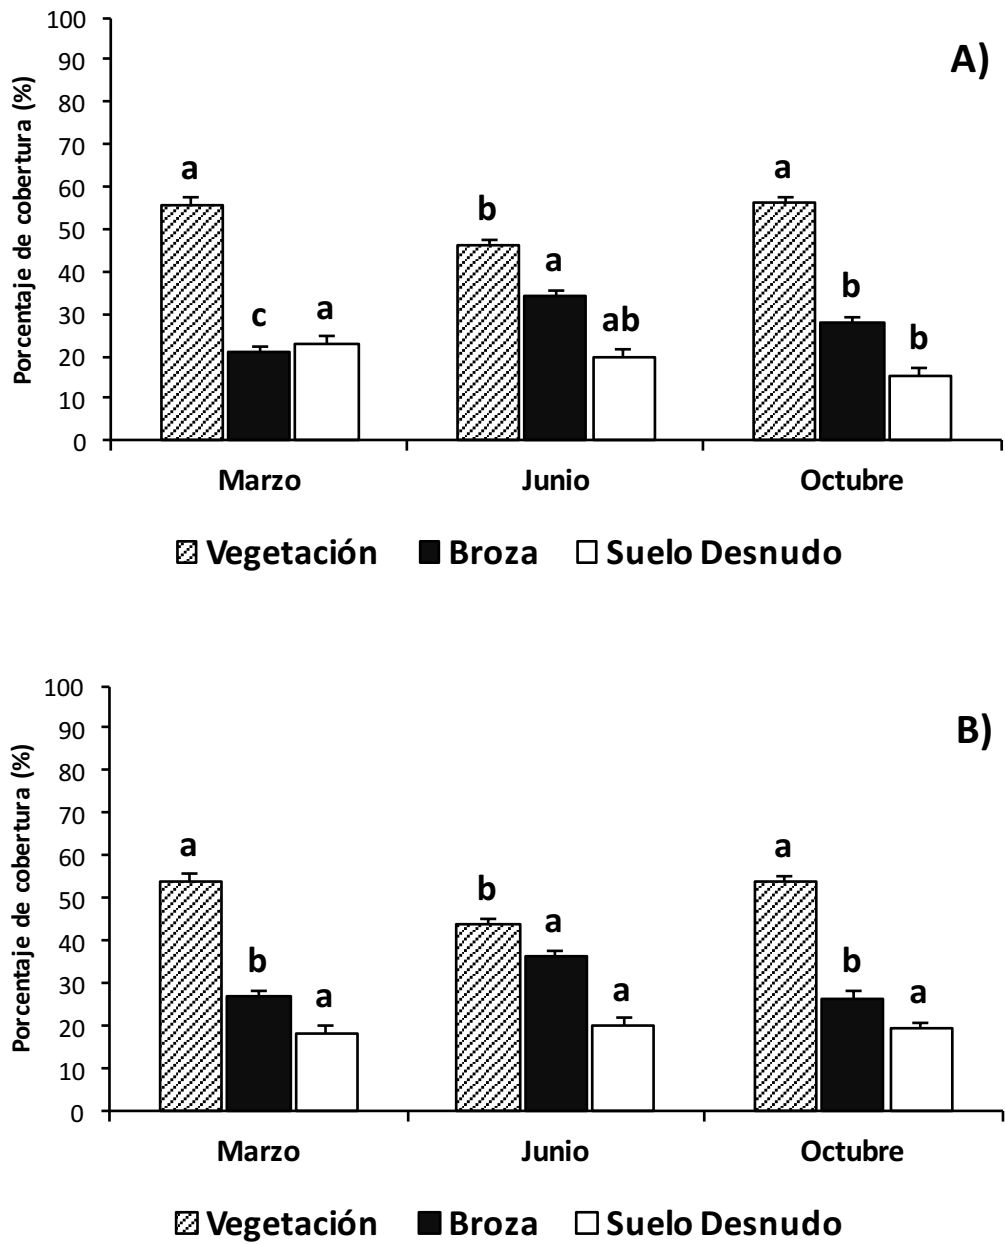 A)
Porcentaje de cobertura (%)
100
90
80
70
60
50
40
30
20
10
0
a
c
a
b
a
ab
a
b
b
Marzo
Junio
Octubre
Vegetación
Broza
Suelo Desnudo
B)
Porcentaje de cobertura (%)
100
90
80
70
60
50
40
30
20
10
0
a
b
a
b
a
a
a
b
a
Marzo
Junio
Octubre
Vegetación
Broza
Suelo Desnudo